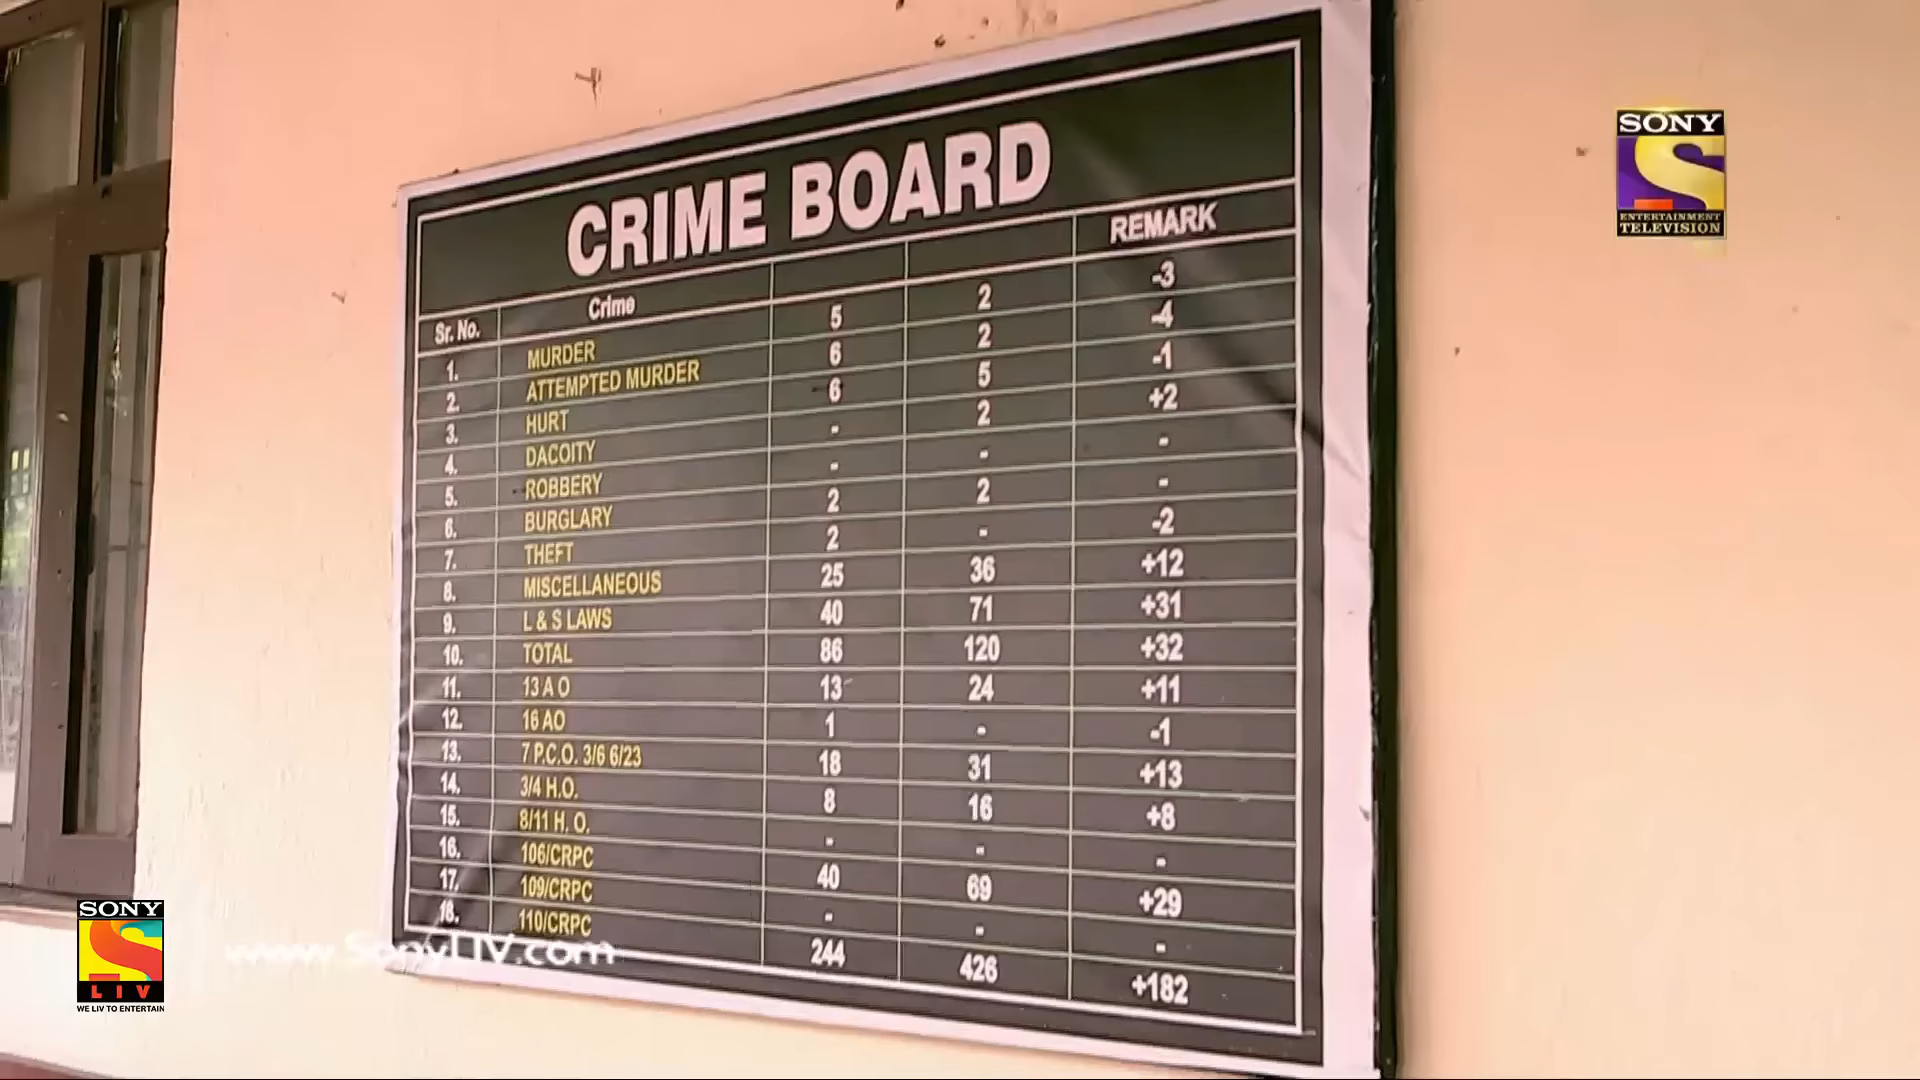 CRIME BOARD
Sr. No. Crime REMARK
1. MURDER 5 2 -3
2. ATTEMPTED MURDER 6 2 -4
3. HURT 6 5 -1
4. DACOITY - 2 +2
5. ROBBERY - - -
6. BURGLARY 2 2 -
7. THEFT 2 - -2
8. MISCELLANEOUS 25 36 +12
9. L & S LAWS 40 71 +31
10. TOTAL 86 120 +32
11. 13 A O 13 24 +11
12. 16 AO 1 - -1
13. 7 P.C.O. 3/6 6/23 18 31 +13
14. 3/4 H.O. 8 16 +8
15. 8/11 H. O. - - -
16. 106/CRPC 40 69 +29
17. 109/CRPC - - -
18. 110/CRPC 244 426 +182
SONY
ENTERTAINMENT
TELEVISION
SONY
LIV
WE LIV TO ENTERTAIN
www.SonyLIV.com